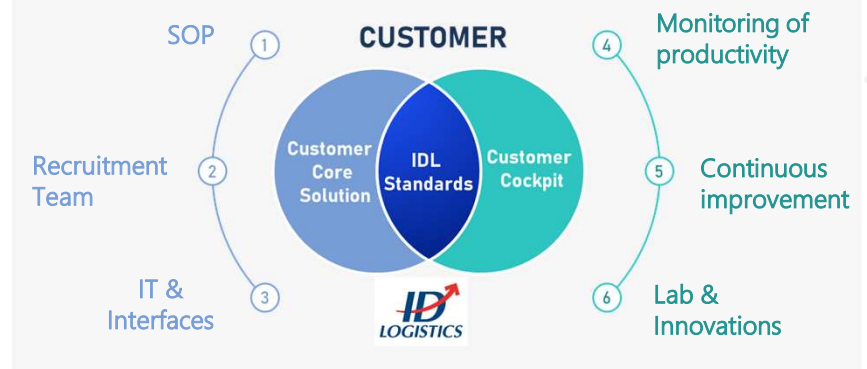 CUSTOMER
SOP
1
Recruitment
Team
2
IT &
Interfaces
3
Customer
Core
Solution
IDL
Standards
Customer
Cockpit
4
Monitoring of
productivity
5
Continuous
improvement
6
Lab &
Innovations
ID
LOGISTICS